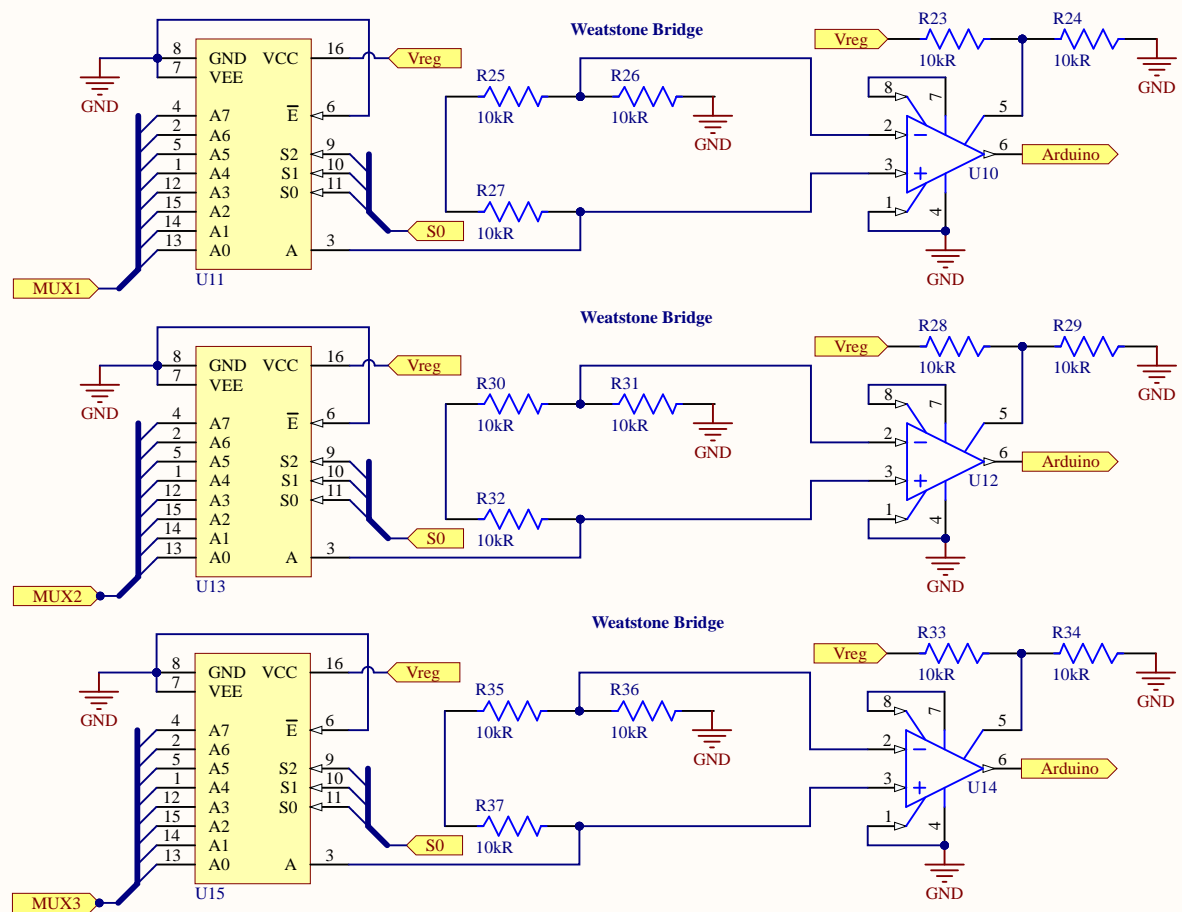 Weatstone Bridge
8 GND VCC 16 Vreg
7 VEE
GND
4 A7 E 6
2 A6
5 A5 S2 9
1 A4 S1 10
12 A3 S0 11
15 A2
14 A1 S0
13 A0 A 3
MUX1
U11
R25 10kR
R26 10kR
GND
R27 10kR
Vreg
R23 10kR
R24 10kR
GND
8 7
5
2 −
6 Arduino
3 +
U10
1 4
GND
Weatstone Bridge
8 GND VCC 16 Vreg
7 VEE
GND
4 A7 E 6
2 A6
5 A5 S2 9
1 A4 S1 10
12 A3 S0 11
15 A2
14 A1 S0
13 A0 A 3
MUX2
U13
R30 10kR
R31 10kR
GND
R32 10kR
Vreg
R28 10kR
R29 10kR
GND
8 7
5
2 −
6 Arduino
3 +
U12
1 4
GND
Weatstone Bridge
8 GND VCC 16 Vreg
7 VEE
GND
4 A7 E 6
2 A6
5 A5 S2 9
1 A4 S1 10
12 A3 S0 11
15 A2
14 A1 S0
13 A0 A 3
MUX3
U15
R35 10kR
R36 10kR
GND
R37 10kR
Vreg
R33 10kR
R34 10kR
GND
8 7
5
2 −
6 Arduino
3 +
U14
1 4
GND